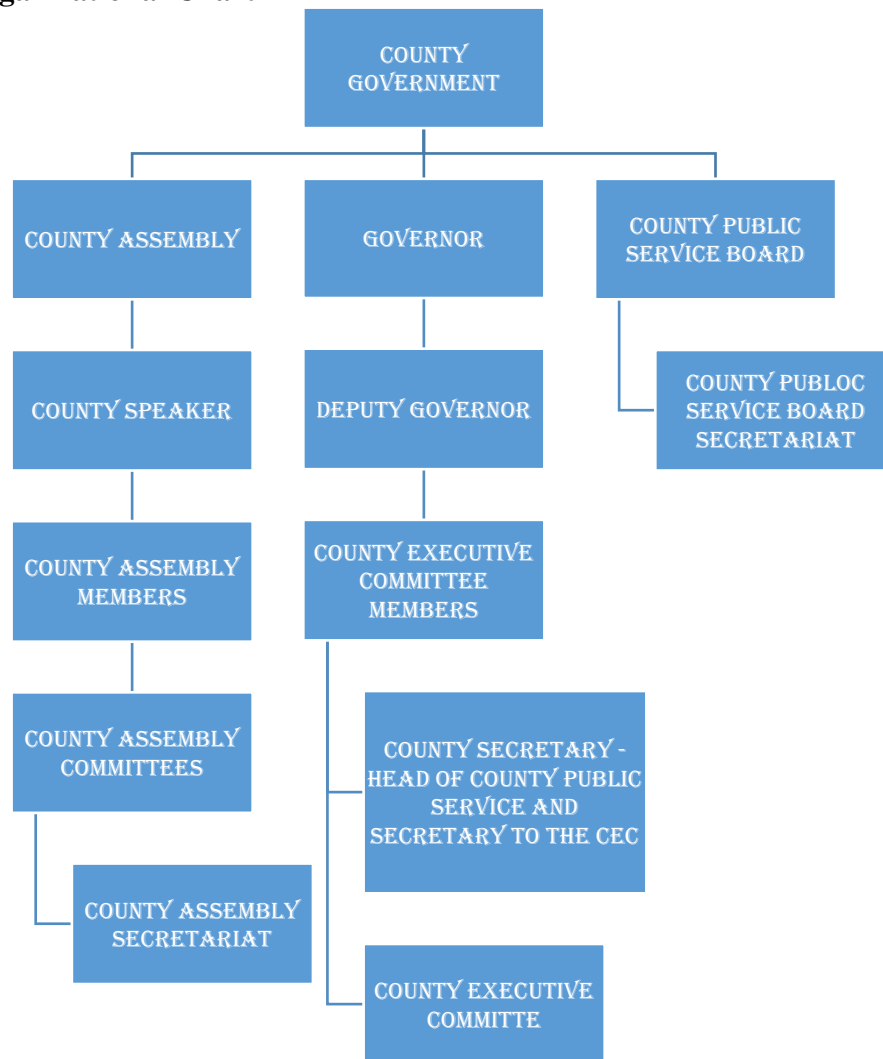 COUNTY
GOVERNMENT
COUNTY ASSEMBLY
GOVERNOR
COUNTY PUBLIC
SERVICE BOARD
COUNTY SPEAKER
DEPUTY GOVERNOR
COUNTY PUBLOC
SERVICE BOARD
SECRETARIAT
COUNTY ASSEMBLY
MEMBERS
COUNTY EXECUTIVE
COMMITTEE
MEMBERS
COUNTY ASSEMBLY
COMMITTEES
COUNTY SECRETARY -
HEAD OF COUNTY PUBLIC
SERVICE AND
SECRETARY TO THE CEC
COUNTY ASSEMBLY
SECRETARIAT
COUNTY EXECUTIVE
COMMITTE